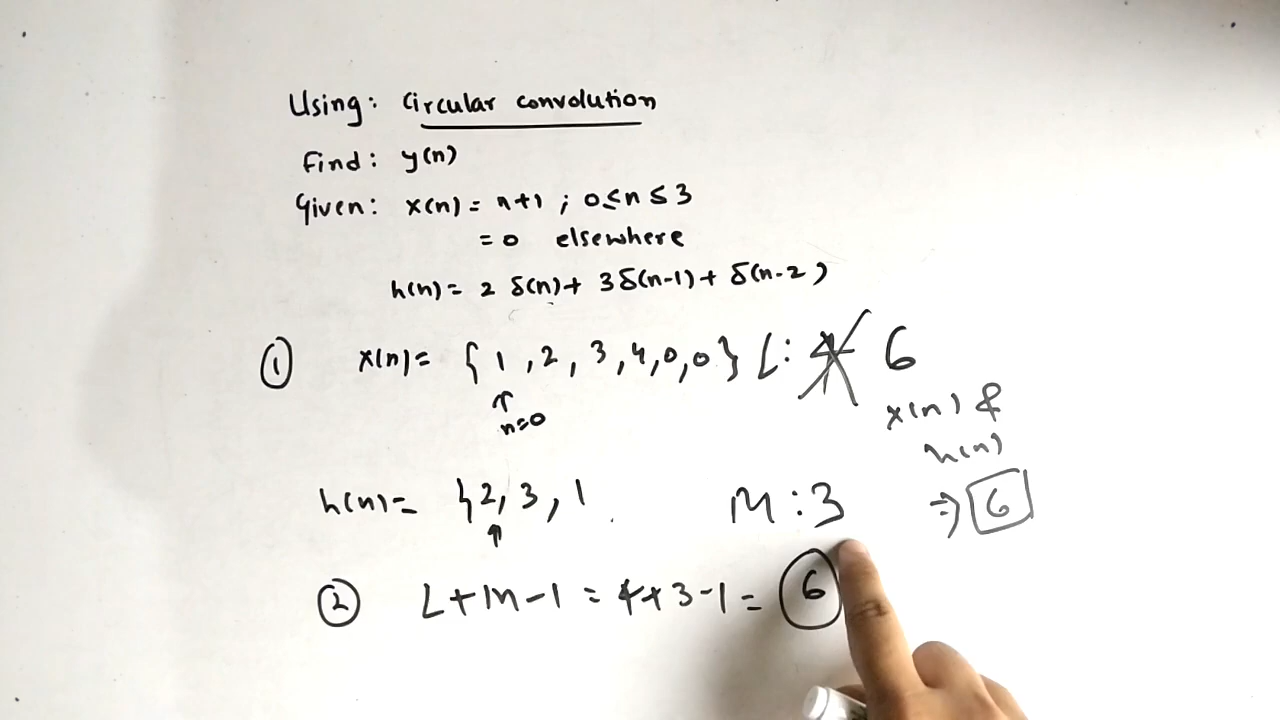 Using: Circular convolution
Find: y(n)
Given: x(n) = n+1 ; 0≤n≤3
= 0 elsewhere
h(n) = 2 δ(n) + 3δ(n-1) + δ(n-2)
① x(n) = { 1, 2, 3, 4, 0, 0 } L: 4 6
↑
n=0
x(n) &
h(n)
⇒ 6
h(n) = {2, 3, 1 M : 3
↑
② L+M-1 = 4+3-1 = 6